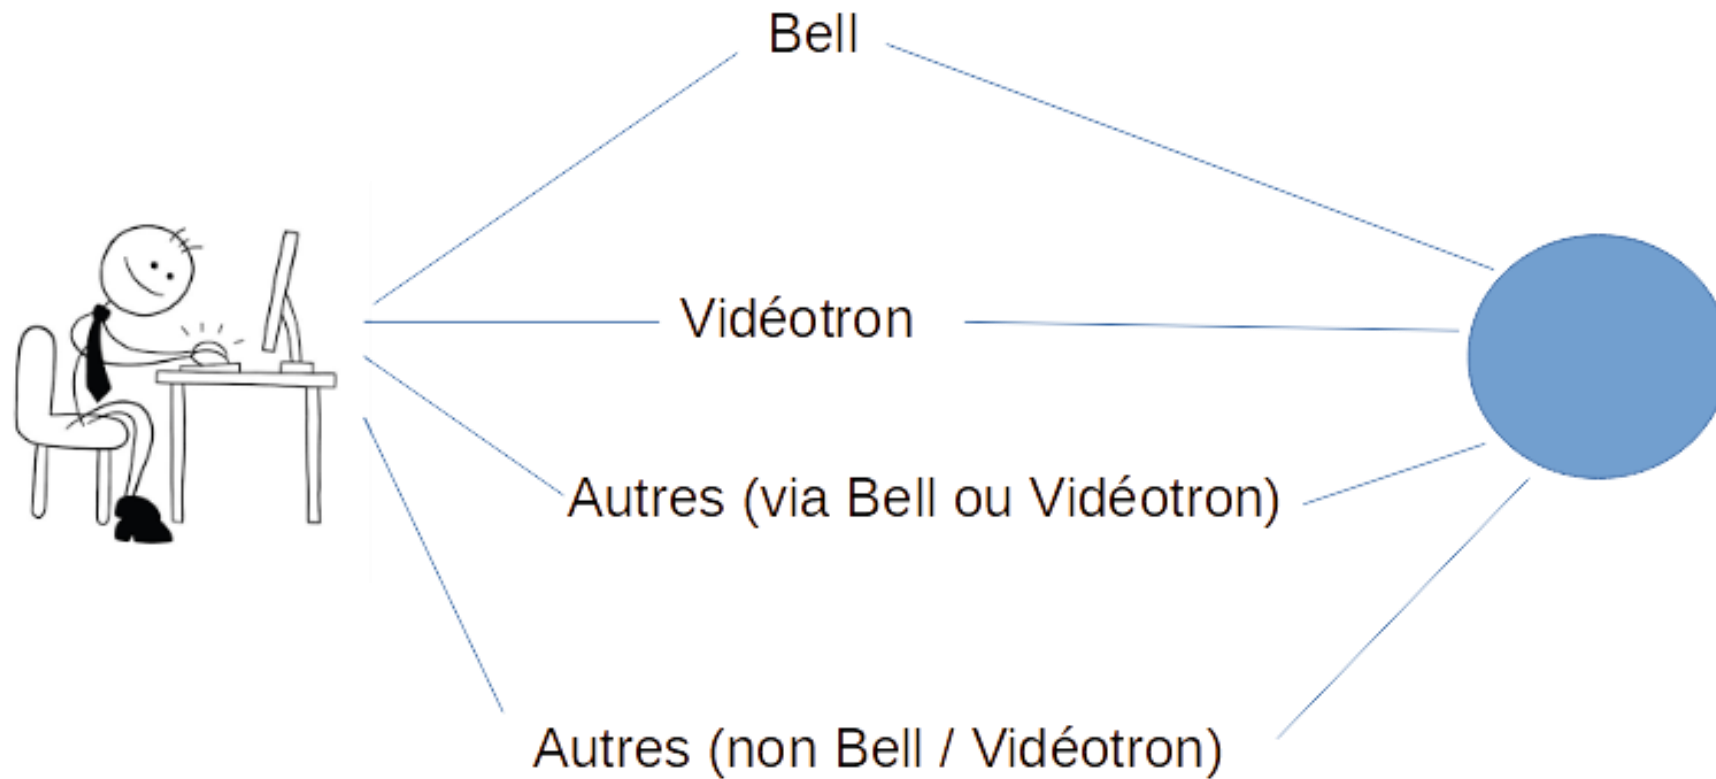 Bell
Vidéotron
Autres (via Bell ou Vidéotron)
Autres (non Bell / Vidéotron)